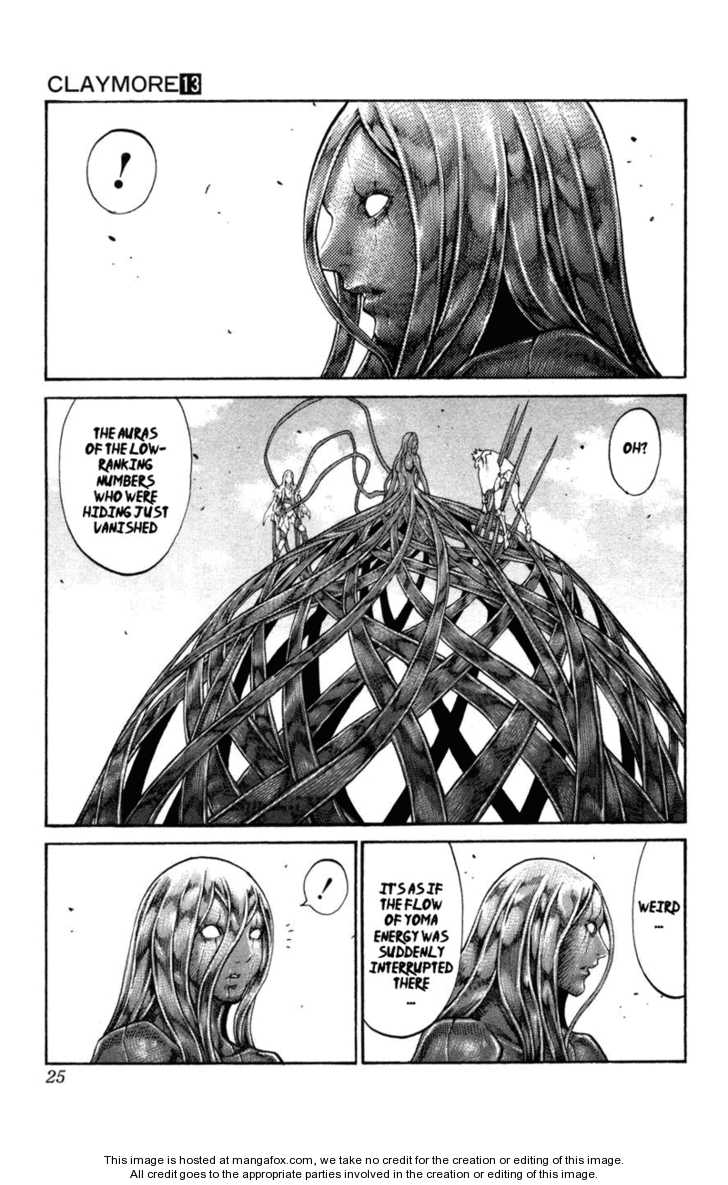 CLAYMORE 13
!
OH?
THE AURAS
OF THE LOW-
RANKING
NUMBERS
WHO WERE
HIDING JUST
VANISHED
WEIRD
...
IT'S AS IF
THE FLOW
OF YOMA
ENERGY WAS
SUDDENLY
INTERRUPTED
THERE
...
!
25
This image is hosted at mangafox.com, we take no credit for the creation or editing of this image.
All credit goes to the appropriate parties involved in the creation or editing of this image.